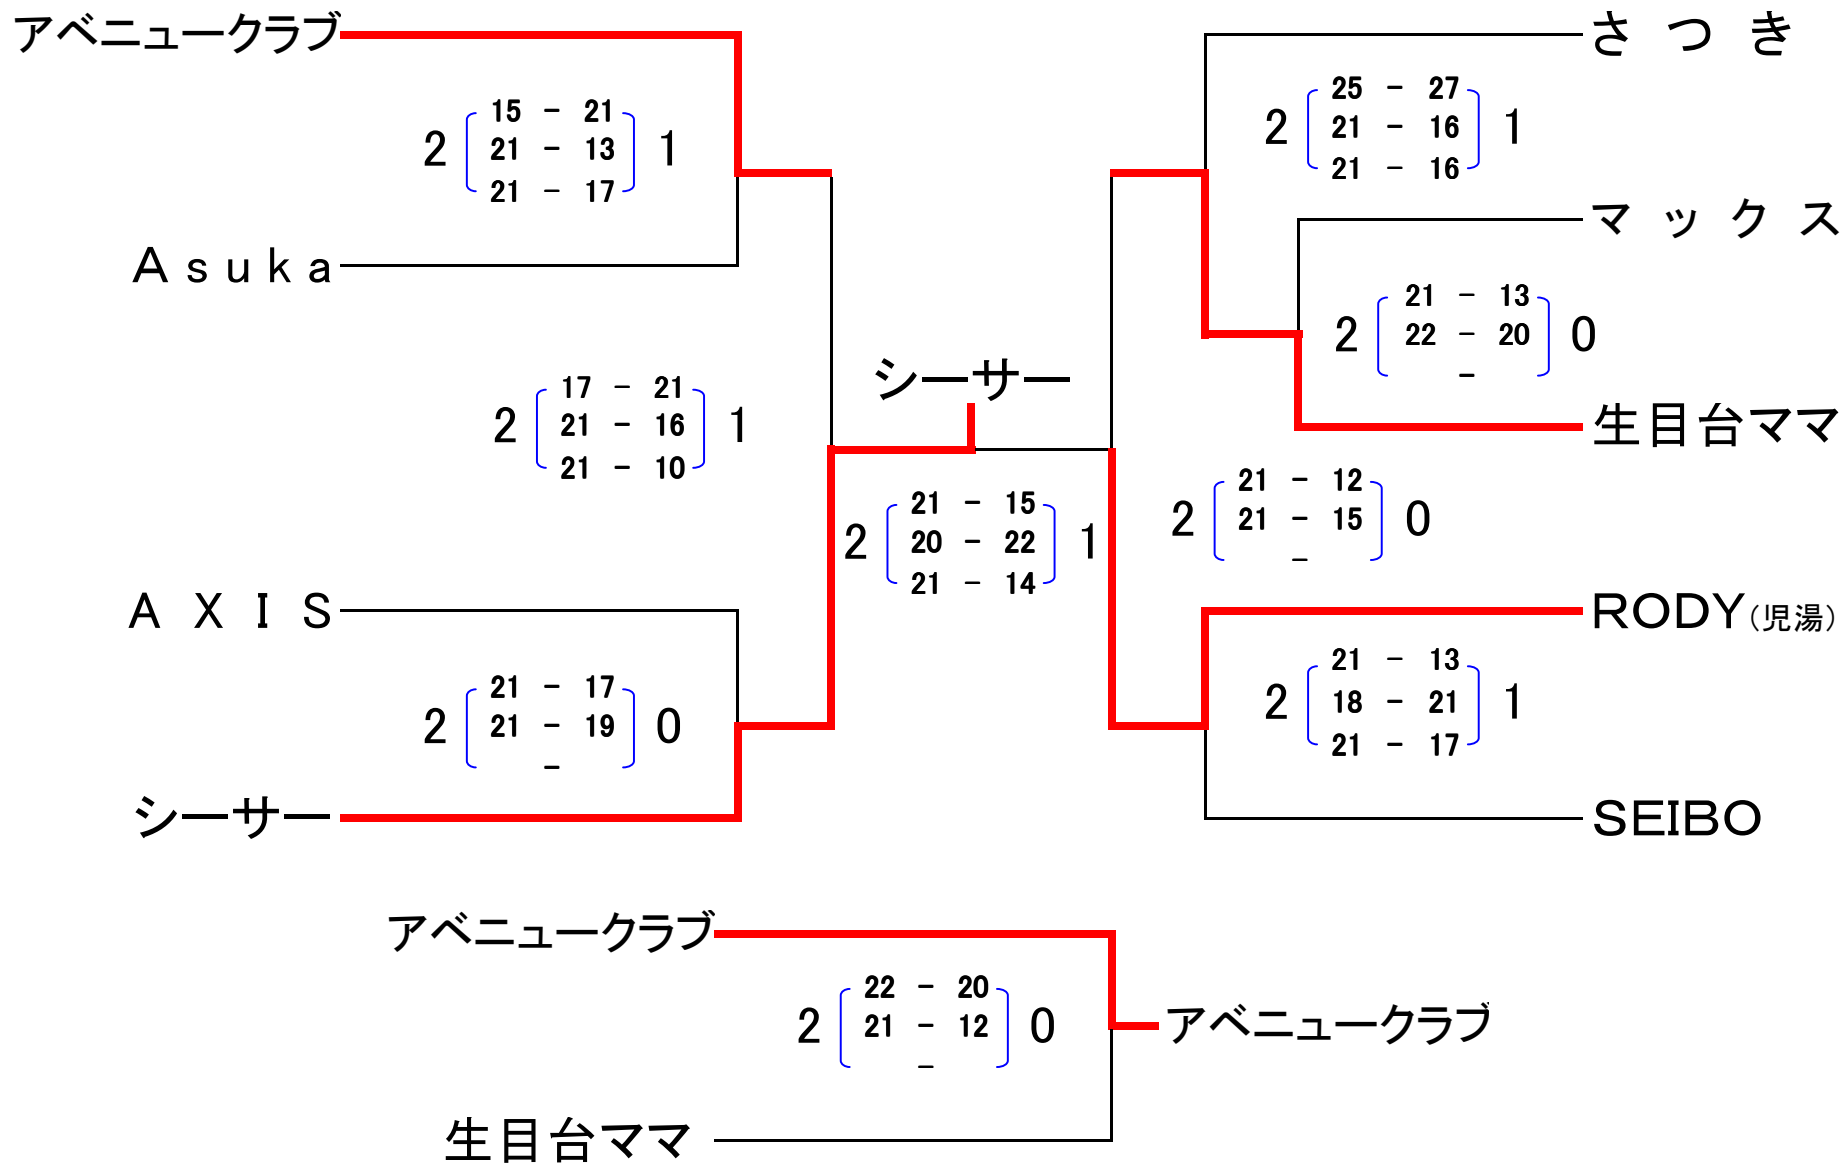 アベニュークラブ
さ つ き
15 - 21
2 21 - 13 1
21 - 17
25 - 27
2 21 - 16 1
21 - 16
Asuka
マ ッ ク ス
21 - 13
2 22 - 20 0
-
シーサー
17 - 21
2 21 - 16 1
21 - 10
生目台ママ
21 - 15
2 20 - 22 1
21 - 14
21 - 12
2 21 - 15 0
-
A X I S
RODY(児湯)
21 - 17
2 21 - 19 0
-
21 - 13
2 18 - 21 1
21 - 17
シーサー
SEIBO
アベニュークラブ
22 - 20
2 21 - 12 0
-
アベニュークラブ
生目台ママ